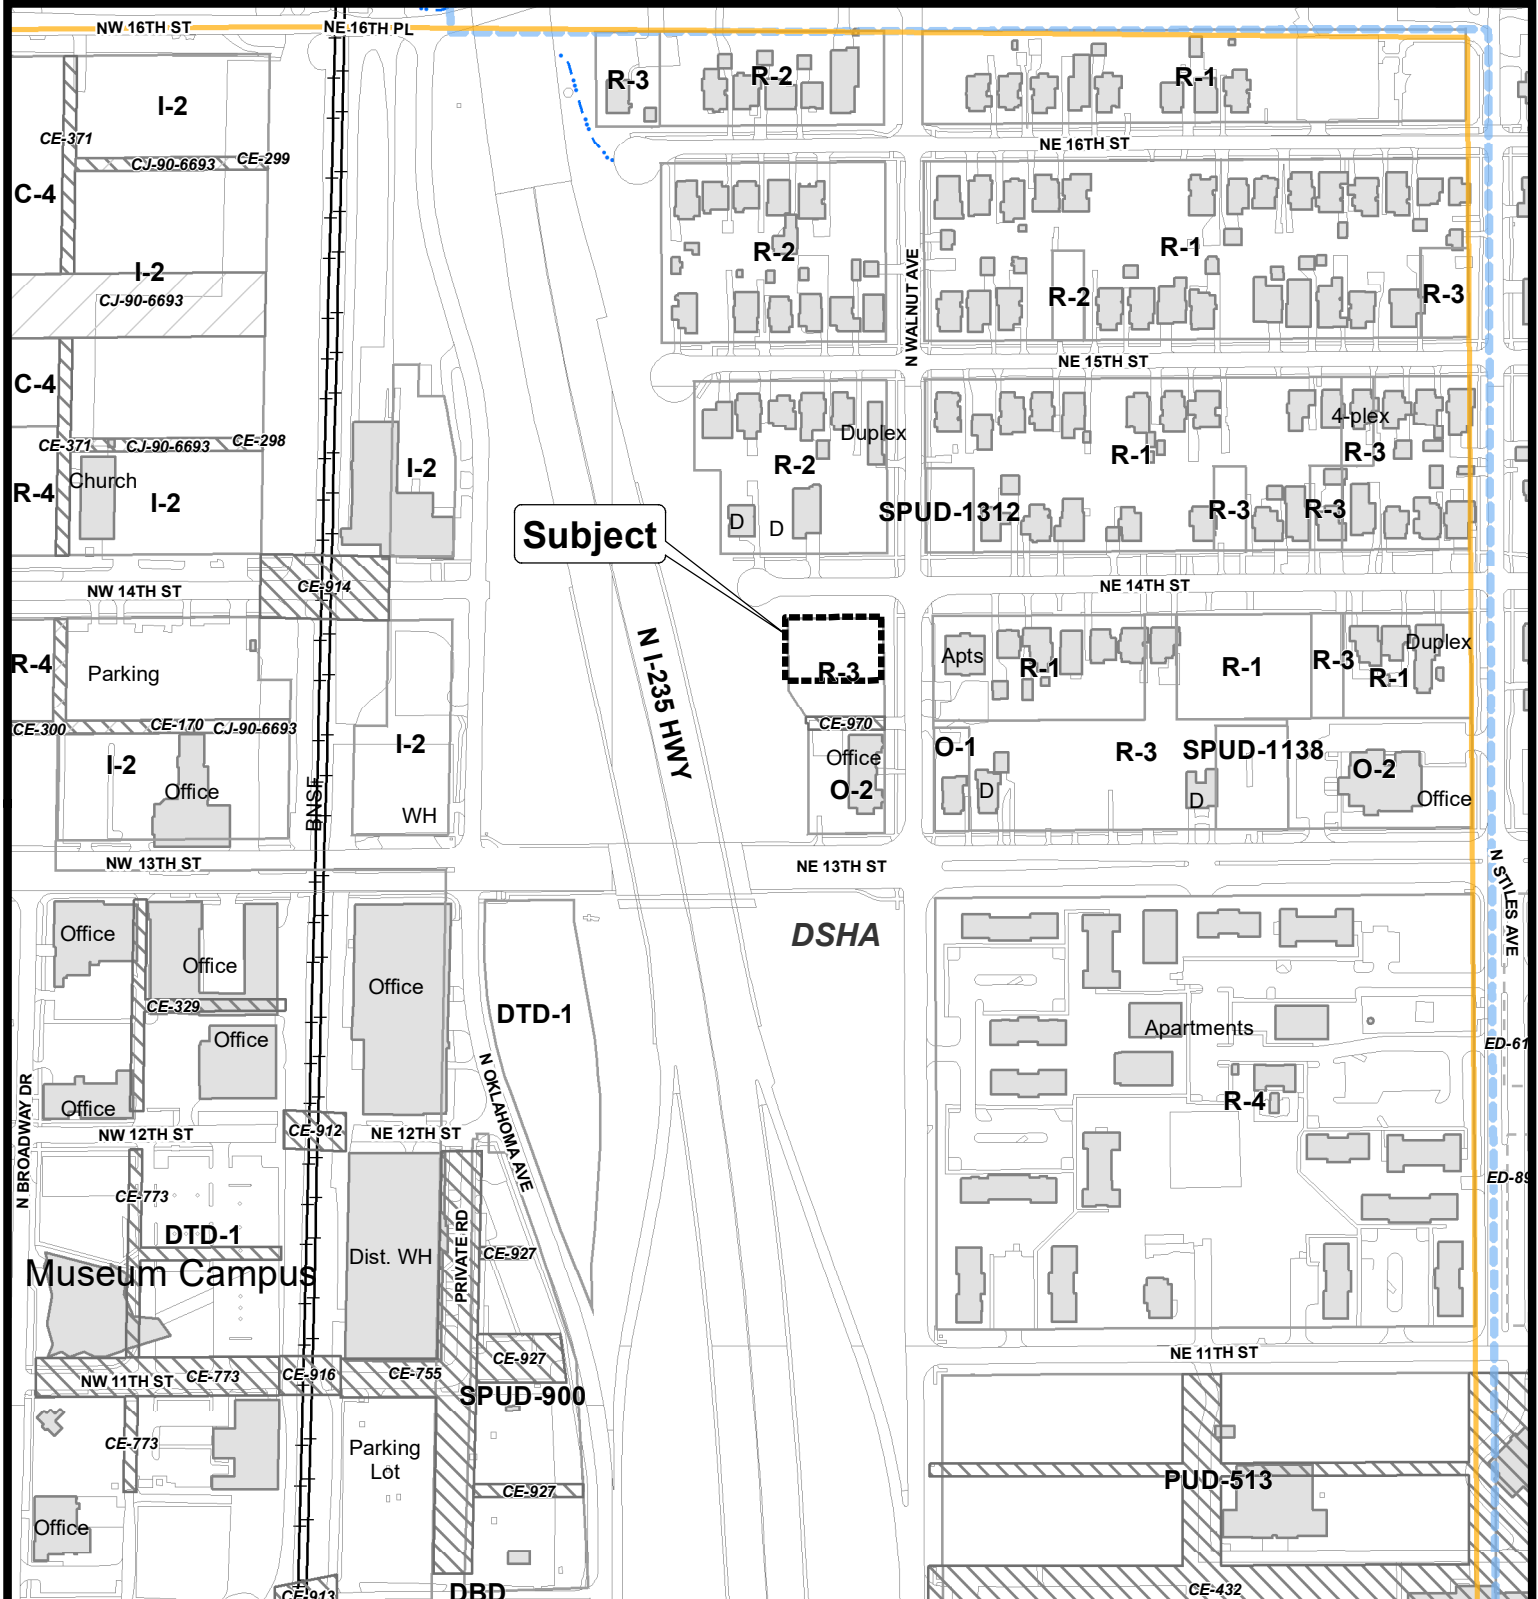 NW 16TH ST
NE 16TH PL
I-2
R-3
R-2
R-1
CE-371
CJ-90-6693
CE-299
NE 16TH ST
C-4
N WALNUT AVE
R-2
R-1
I-2
CJ-90-6693
R-2
R-3
C-4
NE 15TH ST
CE-371
CJ-90-6693
CE-298
Duplex
4-plex
R-4
Church
I-2
I-2
R-2
R-1
R-3
Subject
D
D
SPUD-1312
R-3
R-3
NW 14TH ST
CE-914
NE 14TH ST
R-4
Parking
N I-235 HWY
R-3
Apts
R-1
R-1
R-3
R-1
Duplex
CE-300
CE-170
CJ-90-6693
CE-970
I-2
I-2
Office
O-2
O-1
R-3
SPUD-1138
O-2
Office
BNSF
WH
D
D
Office
NW 13TH ST
NE 13TH ST
N STILES AVE
Office
Office
Office
DSHA
CE-329
DTD-1
Office
Apartments
ED-61
N BROADWAY DR
Office
N OKLAHOMA AVE
R-4
NW 12TH ST
CE-912
NE 12TH ST
CE-773
ED-89
DTD-1
PRIVATE RD
Museum Campus
Dist. WH
CE-927
NW 11TH ST
CE-773
CE-916
CE-755
CE-927
NE 11TH ST
SPUD-900
CE-773
Parking
Lot
CE-927
PUD-513
Office
CE-913
DBD
CE-432